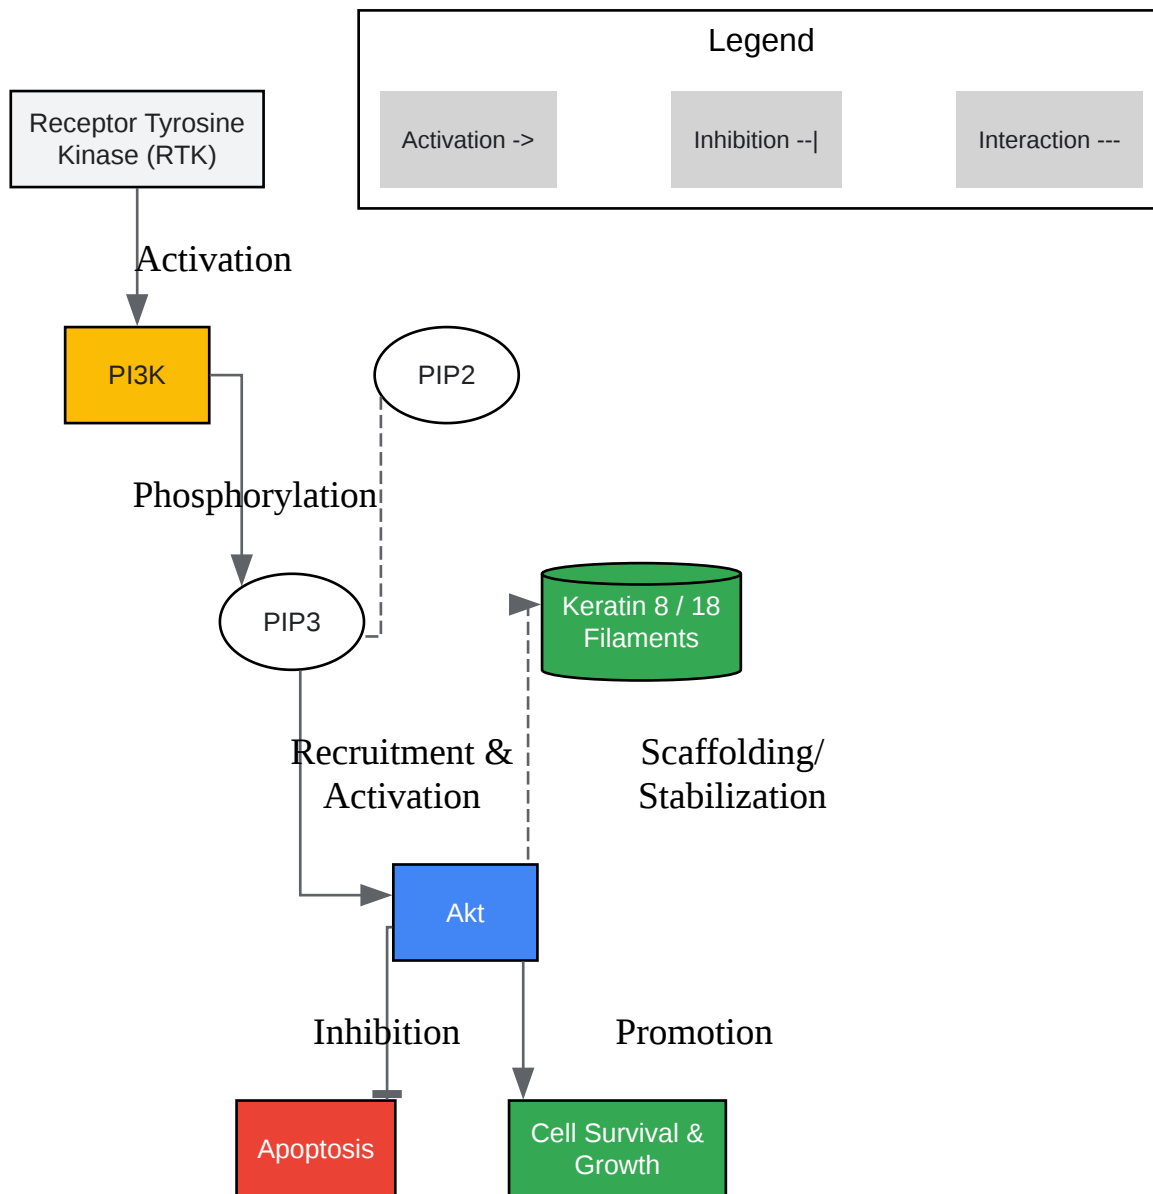 Legend
Activation ->
Inhibition --|
Interaction ---
Receptor Tyrosine
Kinase (RTK)
Activation
PI3K
PIP2
Phosphorylation
PIP3
Keratin 8 / 18
Filaments
Recruitment &
Activation
Scaffolding/
Stabilization
Akt
Inhibition
Promotion
Apoptosis
Cell Survival &
Growth